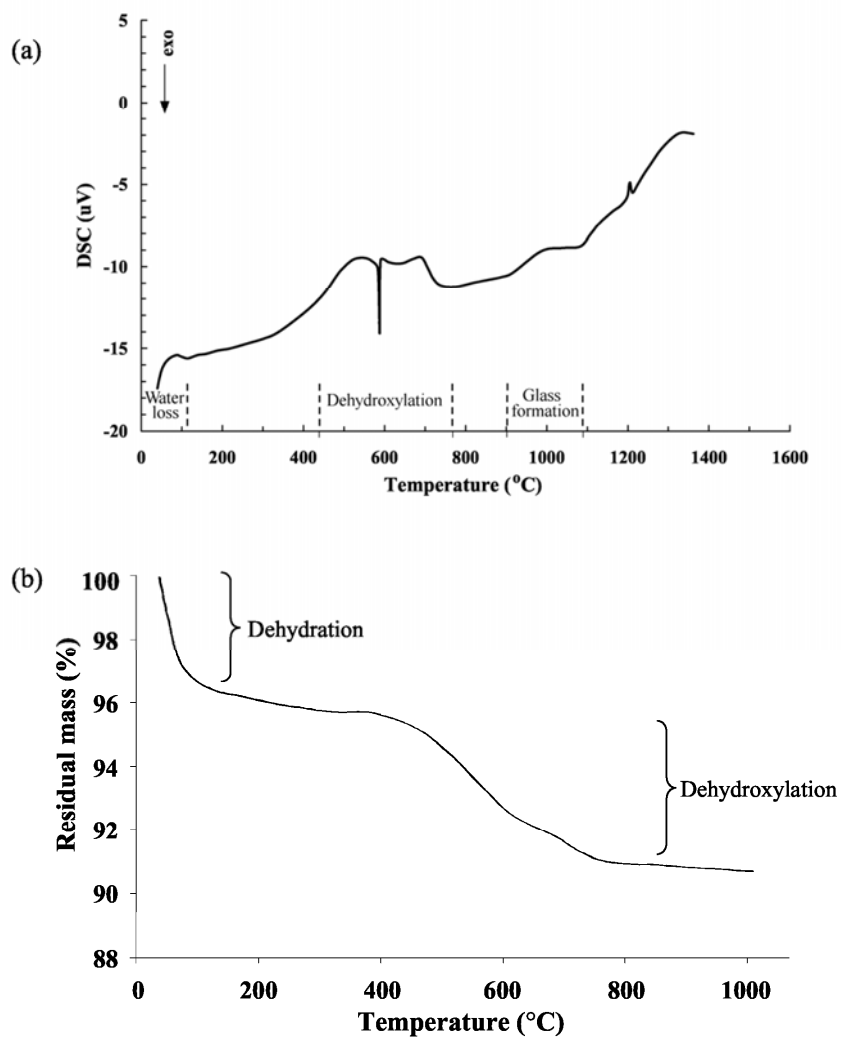 (a)
exo
5
0
-5
-10
-15
-20
DSC (uV)
Water
loss
Dehydroxylation
Glass
formation
0 200 400 600 800 1000 1200 1400 1600
Temperature (°C)
(b)
100
98
96
94
92
90
88
Residual mass (%)
Dehydration
Dehydroxylation
0 200 400 600 800 1000
Temperature (°C)